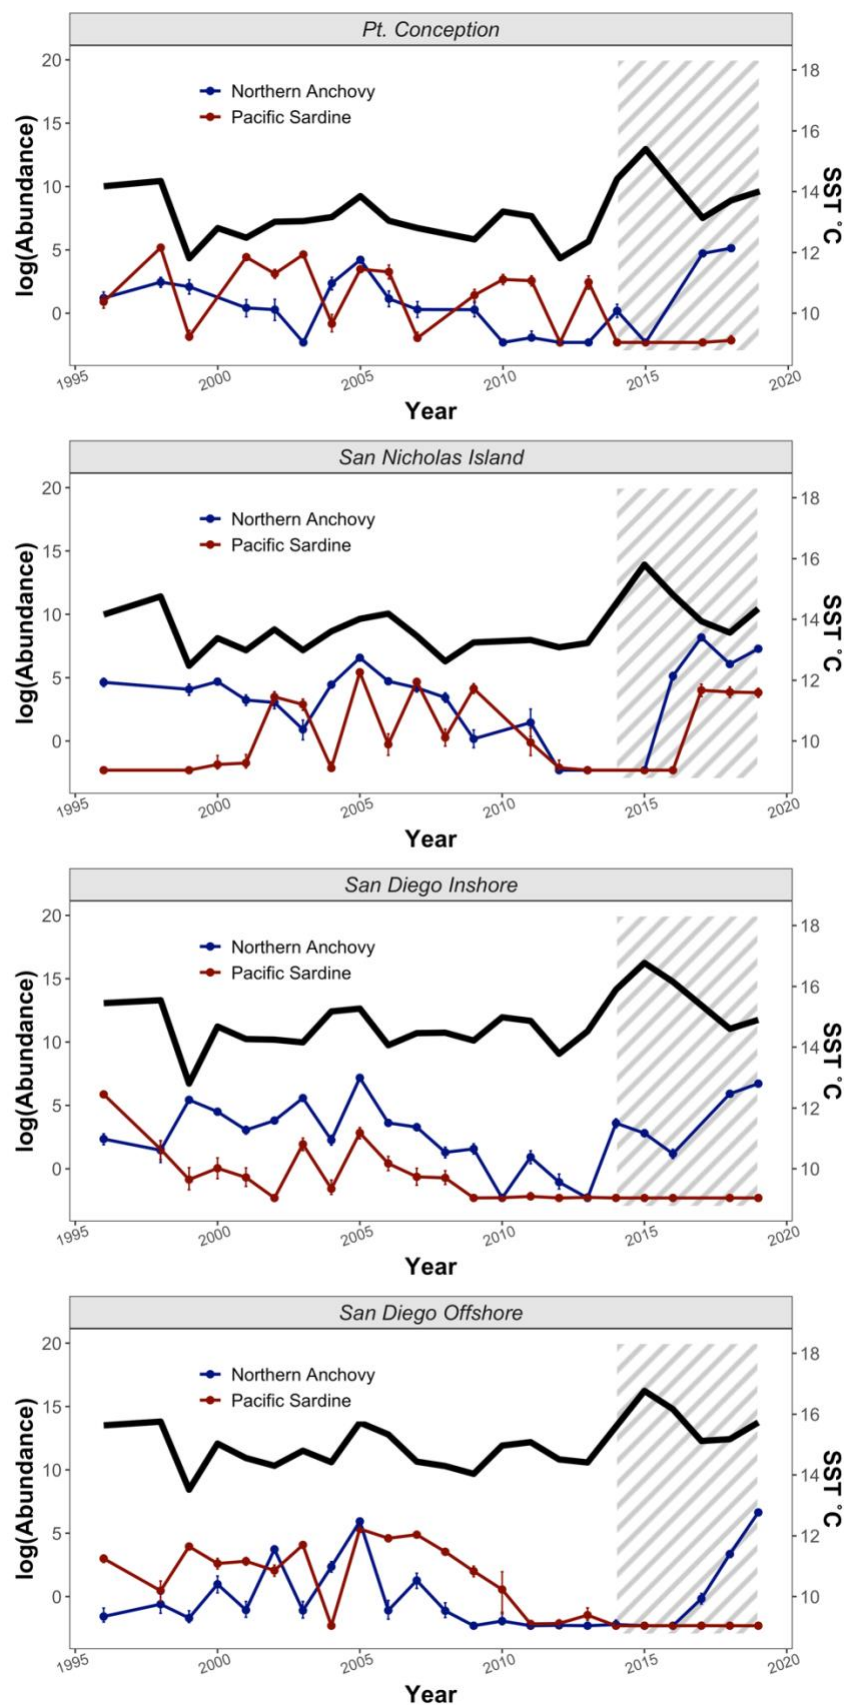 Pt. Conception
20
15
10
5
0
log(Abundance)
Northern Anchovy
Pacific Sardine
18
16
14
12
10
SST °C
1995
2000
2005
2010
2015
2020
Year
San Nicholas Island
20
15
10
5
0
log(Abundance)
Northern Anchovy
Pacific Sardine
18
16
14
12
10
SST °C
1995
2000
2005
2010
2015
2020
Year
San Diego Inshore
20
15
10
5
0
log(Abundance)
Northern Anchovy
Pacific Sardine
18
16
14
12
10
SST °C
1995
2000
2005
2010
2015
2020
Year
San Diego Offshore
20
15
10
5
0
log(Abundance)
Northern Anchovy
Pacific Sardine
18
16
14
12
10
SST °C
1995
2000
2005
2010
2015
2020
Year